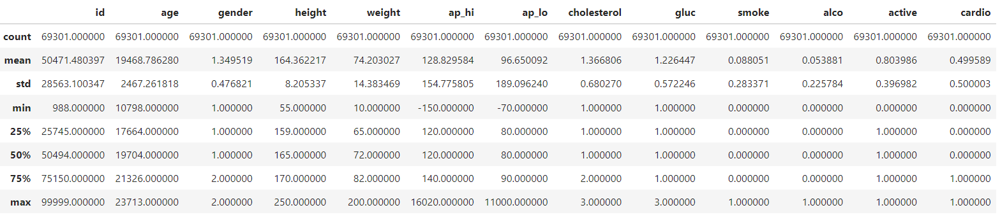 id age gender height weight ap_hi ap_lo cholesterol gluc smoke alco active cardio
count 69301.000000 69301.000000 69301.000000 69301.000000 69301.000000 69301.000000 69301.000000 69301.000000 69301.000000 69301.000000 69301.000000 69301.000000 69301.000000
mean 50471.480397 19468.786280 1.349519 164.362217 74.203027 128.829584 96.650092 1.366806 1.226447 0.088051 0.053881 0.803986 0.499589
std 28563.100347 2467.261818 0.476821 8.205337 14.383469 154.775805 189.096240 0.680270 0.572246 0.283371 0.225784 0.396982 0.500003
min 988.000000 10798.000000 1.000000 55.000000 10.000000 -150.000000 -70.000000 1.000000 1.000000 0.000000 0.000000 0.000000 0.000000
25% 25745.000000 17664.000000 1.000000 159.000000 65.000000 120.000000 80.000000 1.000000 1.000000 0.000000 0.000000 1.000000 0.000000
50% 50494.000000 19704.000000 1.000000 165.000000 72.000000 120.000000 80.000000 1.000000 1.000000 0.000000 0.000000 1.000000 0.000000
75% 75150.000000 21326.000000 2.000000 170.000000 82.000000 140.000000 90.000000 2.000000 1.000000 0.000000 0.000000 1.000000 1.000000
max 99999.000000 23713.000000 2.000000 250.000000 200.000000 16020.000000 11000.000000 3.000000 3.000000 1.000000 1.000000 1.000000 1.000000